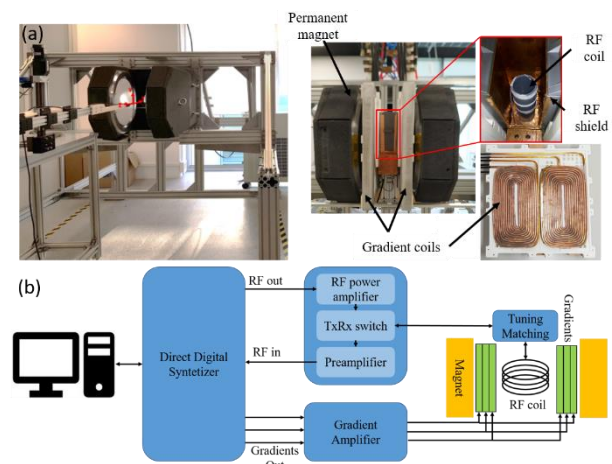 (a)
Permanent
magnet
RF
coil
RF
shield
Gradient coils
(b)
RF out
RF power
amplifier
TxRx switch
Preamplifier
RF in
Direct Digital
Syntetizer
Gradients
Out
Gradient
Amplifier
Tuning
Matching
Gradients
Magnet
RF coil